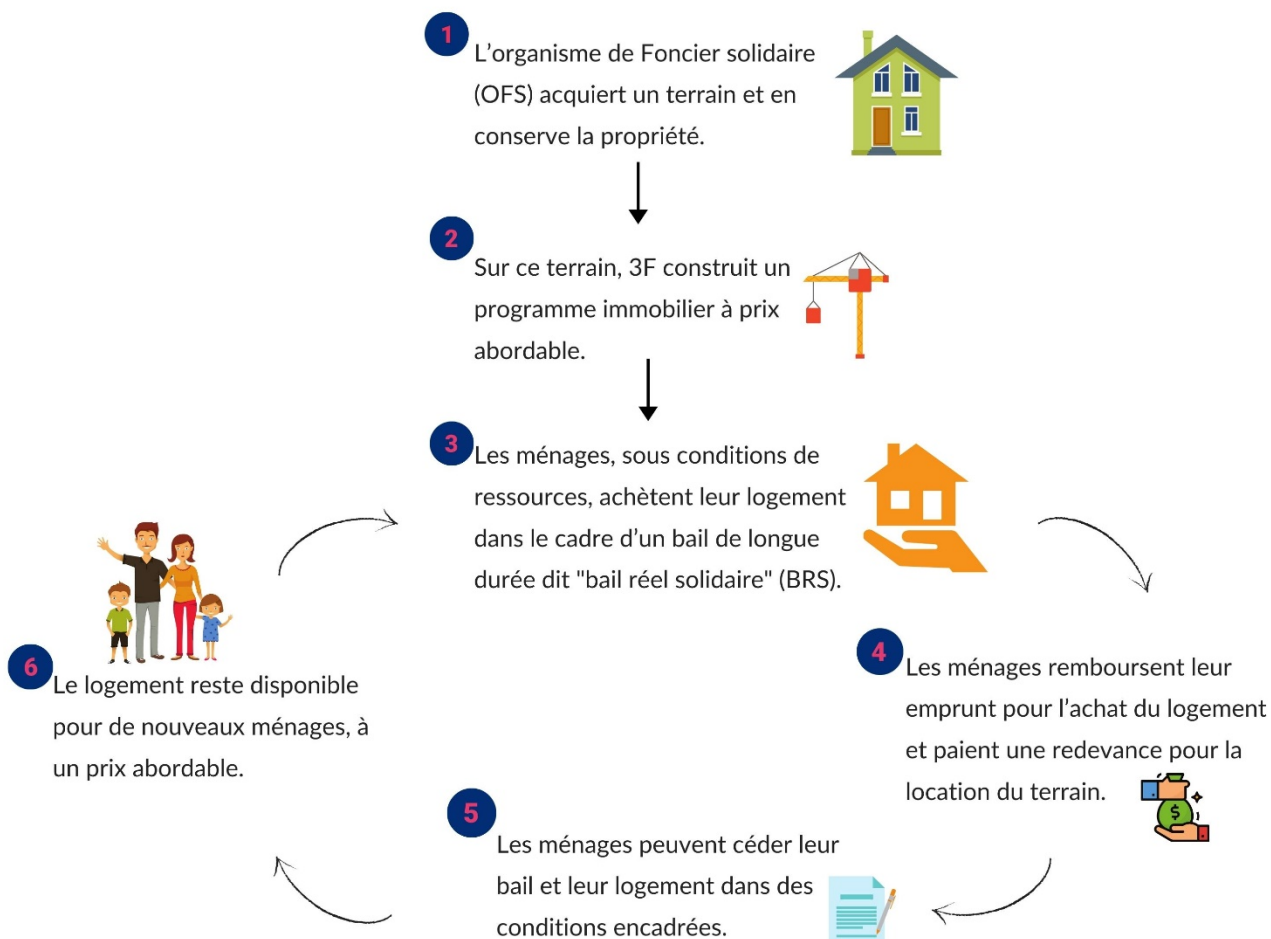 1
L’organisme de Foncier solidaire
(OFS) acquiert un terrain et en
conserve la propriété.
2
Sur ce terrain, 3F construit un
programme immobilier à prix
abordable.
3
Les ménages, sous conditions de
ressources, achètent leur logement
dans le cadre d’un bail de longue
durée dit "bail réel solidaire" (BRS).
4
Les ménages remboursent leur
emprunt pour l’achat du logement
et paient une redevance pour la
location du terrain.
$
5
Les ménages peuvent céder leur
bail et leur logement dans des
conditions encadrées.
6
Le logement reste disponible
pour de nouveaux ménages, à
un prix abordable.